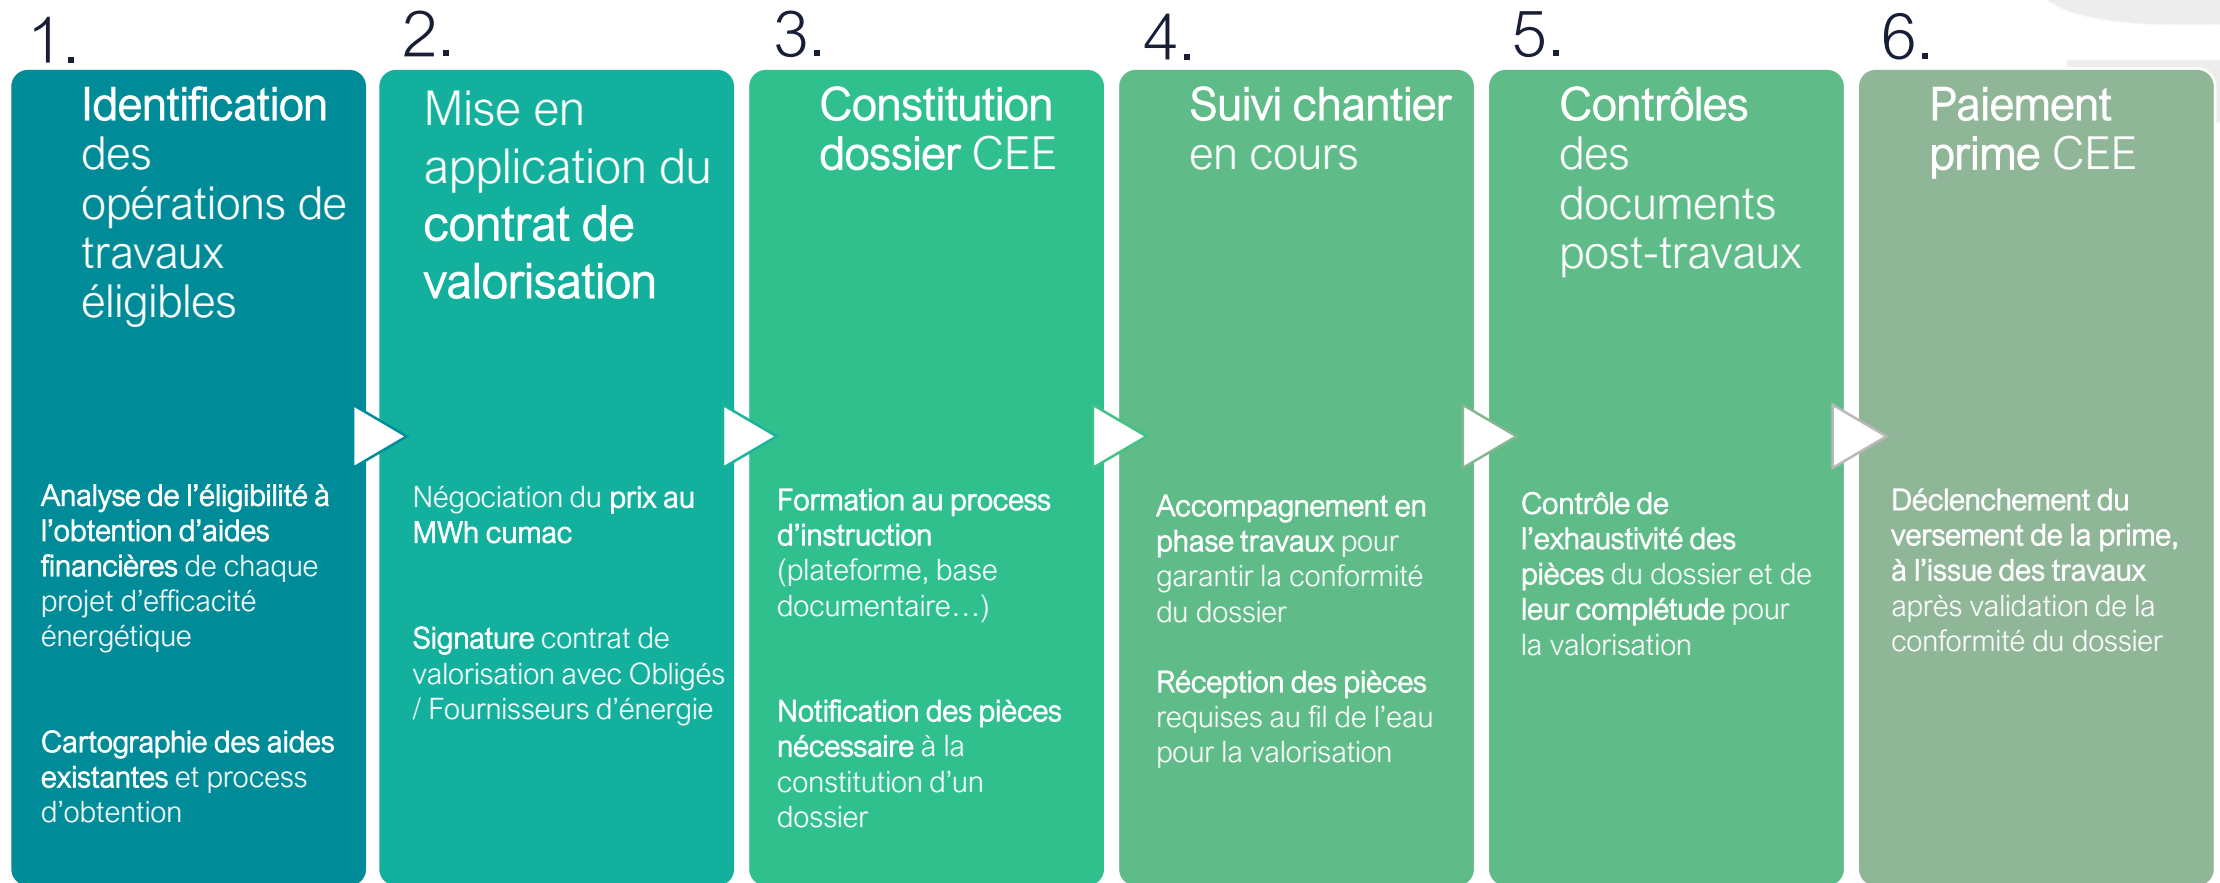 1.
Identification
des
opérations de
travaux
éligibles
Analyse de l’éligibilité à
l’obtention d’aides
financières de chaque
projet d’efficacité
énergétique
Cartographie des aides
existantes et process
d’obtention
2.
Mise en
application du
contrat de
valorisation
Négociation du prix au
MWh cumac
Signature contrat de
valorisation avec Obligés
/ Fournisseurs d’énergie
3.
Constitution
dossier CEE
Formation au process
d’instruction
(plateforme, base
documentaire…)
Notification des pièces
nécessaire à la
constitution d’un
dossier
4.
Suivi chantier
en cours
Accompagnement en
phase travaux pour
garantir la conformité
du dossier
Réception des pièces
requises au fil de l’eau
pour la valorisation
5.
Contrôles
des
documents
post-travaux
Contrôle de
l’exhaustivité des
pièces du dossier et de
leur complétude pour
la valorisation
6.
Paiement
prime CEE
Déclenchement du
versement de la prime,
à l’issue des travaux
après validation de la
conformité du dossier